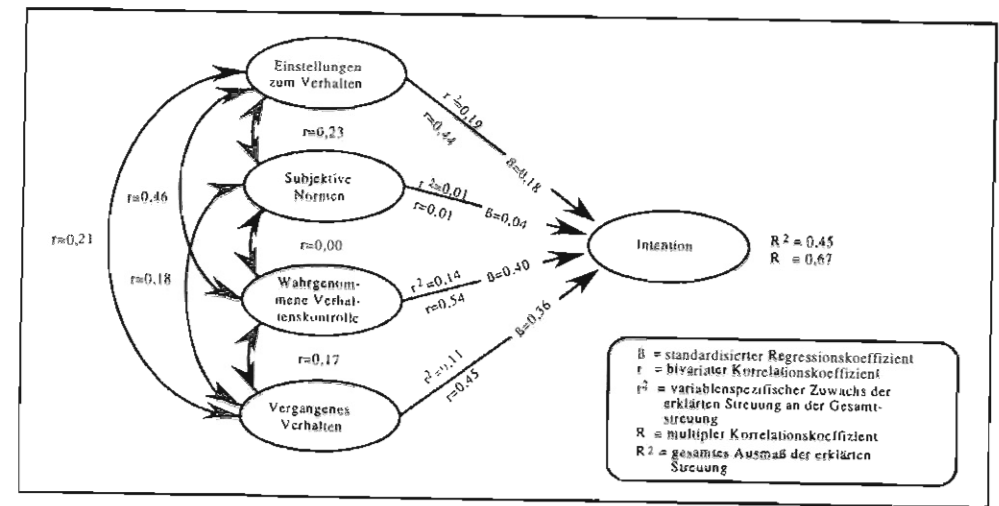 Einstellungen
zum Verhalten
r²=0,19
r=0,44
ß=0,18
r=0,23
Subjektive
Normen
r²=0,01
r=0,01
ß=0,04
r=0,46
r=0,21
r=0,18
r=0,00
Intention
R² = 0,45
R = 0,67
Wahrgenom-
mene Verhal-
tenskontrolle
r²=0,14
r=0,54
ß=0,40
r=0,17
ß=0,36
r²=0,11
r=0,45
Vergangenes
Verhalten
ß = standardisierter Regressionskoeffizient
r = bivariater Korrelationskoeffizient
r² = variablenspezifischer Zuwachs der
erklärten Streuung an der Gesamt-
streuung
R = multipler Korrelationskoeffizient
R² = gesamtes Ausmaß der erklärten
Streuung